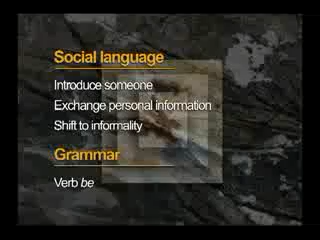 Social language
Introduce someone
Exchange personal information
Shift to informality
Grammar
Verb be